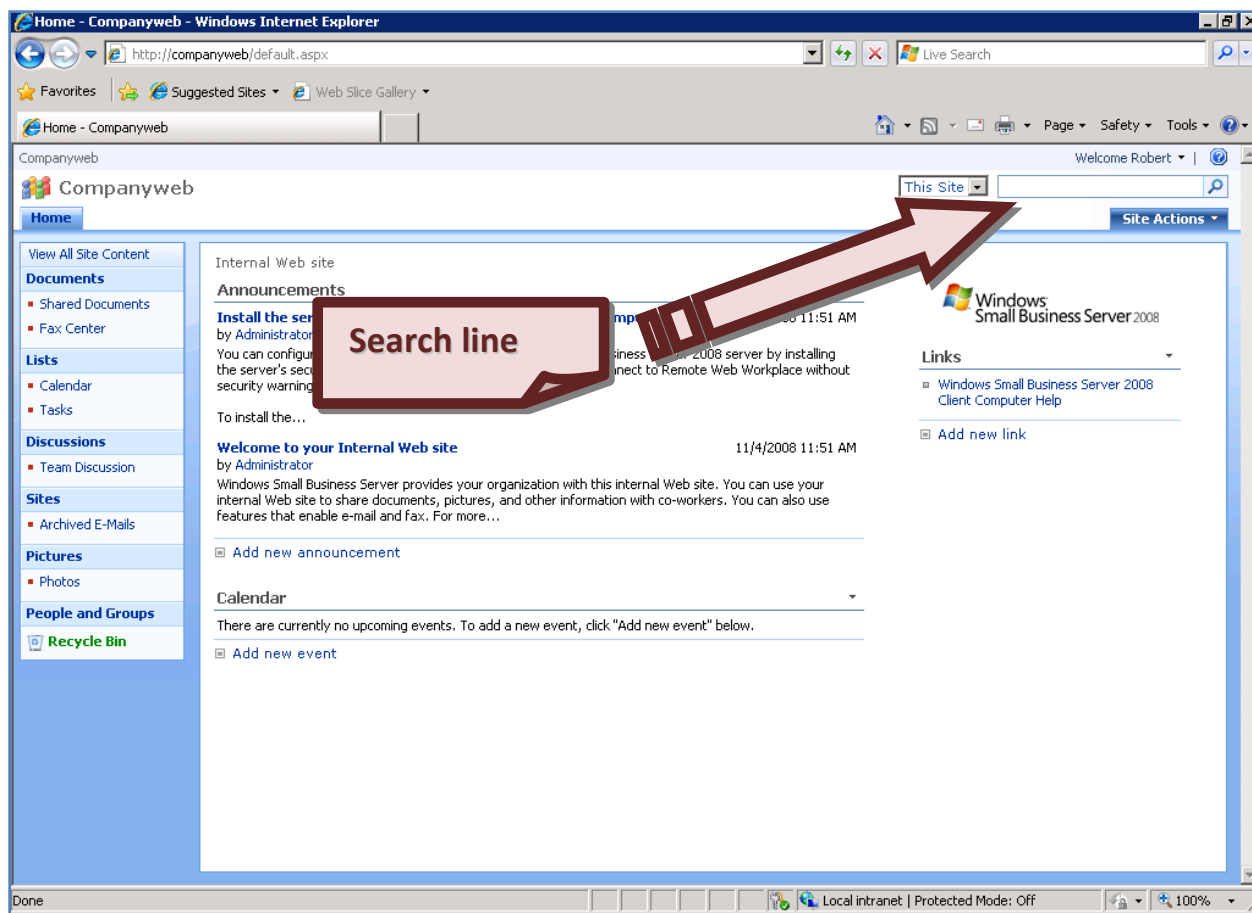 Home - Companyweb - Windows Internet Explorer
http://companyweb/default.aspx
Live Search
Favorites
Suggested Sites
Web Slice Gallery
Home - Companyweb
Page
Safety
Tools
Companyweb
Welcome Robert
Companyweb
This Site
Home
Site Actions
View All Site Content
Documents
Shared Documents
Fax Center
Lists
Calendar
Tasks
Discussions
Team Discussion
Sites
Archived E-Mails
Pictures
Photos
People and Groups
Recycle Bin
Internal Web site
Announcements
Install the ser
11:51 AM
by Administrator
You can configur 2008 server by installing
the server's sec nnect to Remote Web Workplace without
security warning
To install the...
Search line
Welcome to your Internal Web site
11/4/2008 11:51 AM
by Administrator
Windows Small Business Server provides your organization with this internal Web site. You can use your
internal Web site to share documents, pictures, and other information with co-workers. You can also use
features that enable e-mail and fax. For more...
Add new announcement
Calendar
There are currently no upcoming events. To add a new event, click "Add new event" below.
Add new event
Windows
Small Business Server 2008
Links
Windows Small Business Server 2008
Client Computer Help
Add new link
Done
Local intranet | Protected Mode: Off
100%